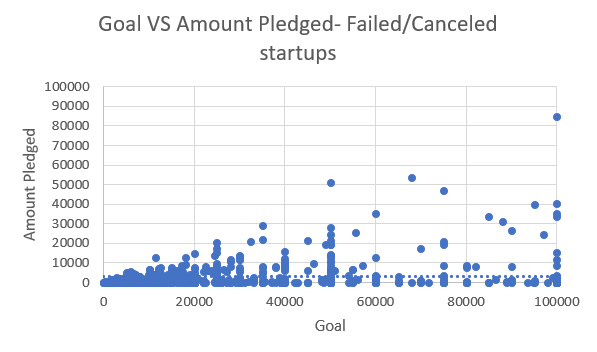 Goal VS Amount Pledged- Failed/Canceled
startups
Amount Pledged
100000
90000
80000
70000
60000
50000
40000
30000
20000
10000
0
0 20000 40000 60000 80000 100000
Goal